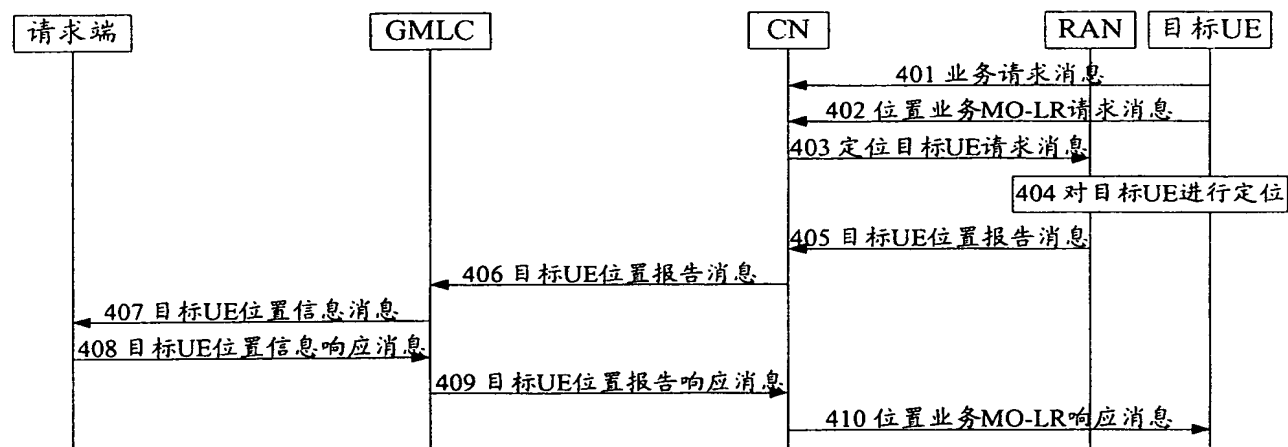 请求端
GMLC
CN
RAN
目标UE
401 业务请求消息
402 位置业务MO-LR请求消息
403 定位目标UE请求消息
404 对目标UE进行定位
405 目标UE位置报告消息
406 目标UE位置报告消息
407 目标UE位置信息消息
408 目标UE位置信息响应消息
409 目标UE位置报告响应消息
410 位置业务MO-LR响应消息